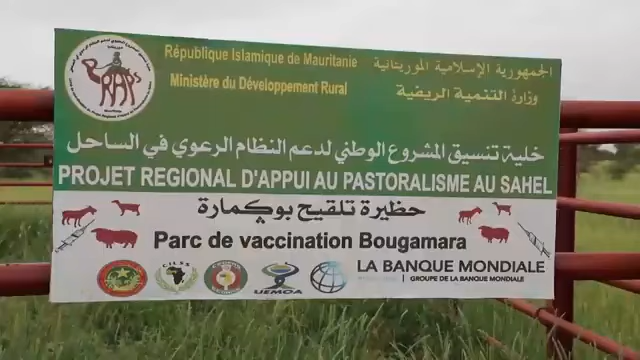 PRAPS
République Islamique de Mauritanie
الجمهورية الإسلامية الموريتانية
Ministère du Développement Rural
وزارة التنمية الريفية
خلية تنسيق المشروع الوطني لدعم النظام الرعوي في الساحل
PROJET REGIONAL D'APPUI AU PASTORALISME AU SAHEL
حظيرة تلقيح بوكمارة
Parc de vaccination Bougamara
CILSS
UEMOA
LA BANQUE MONDIALE
GROUPE DE LA BANQUE MONDIALE